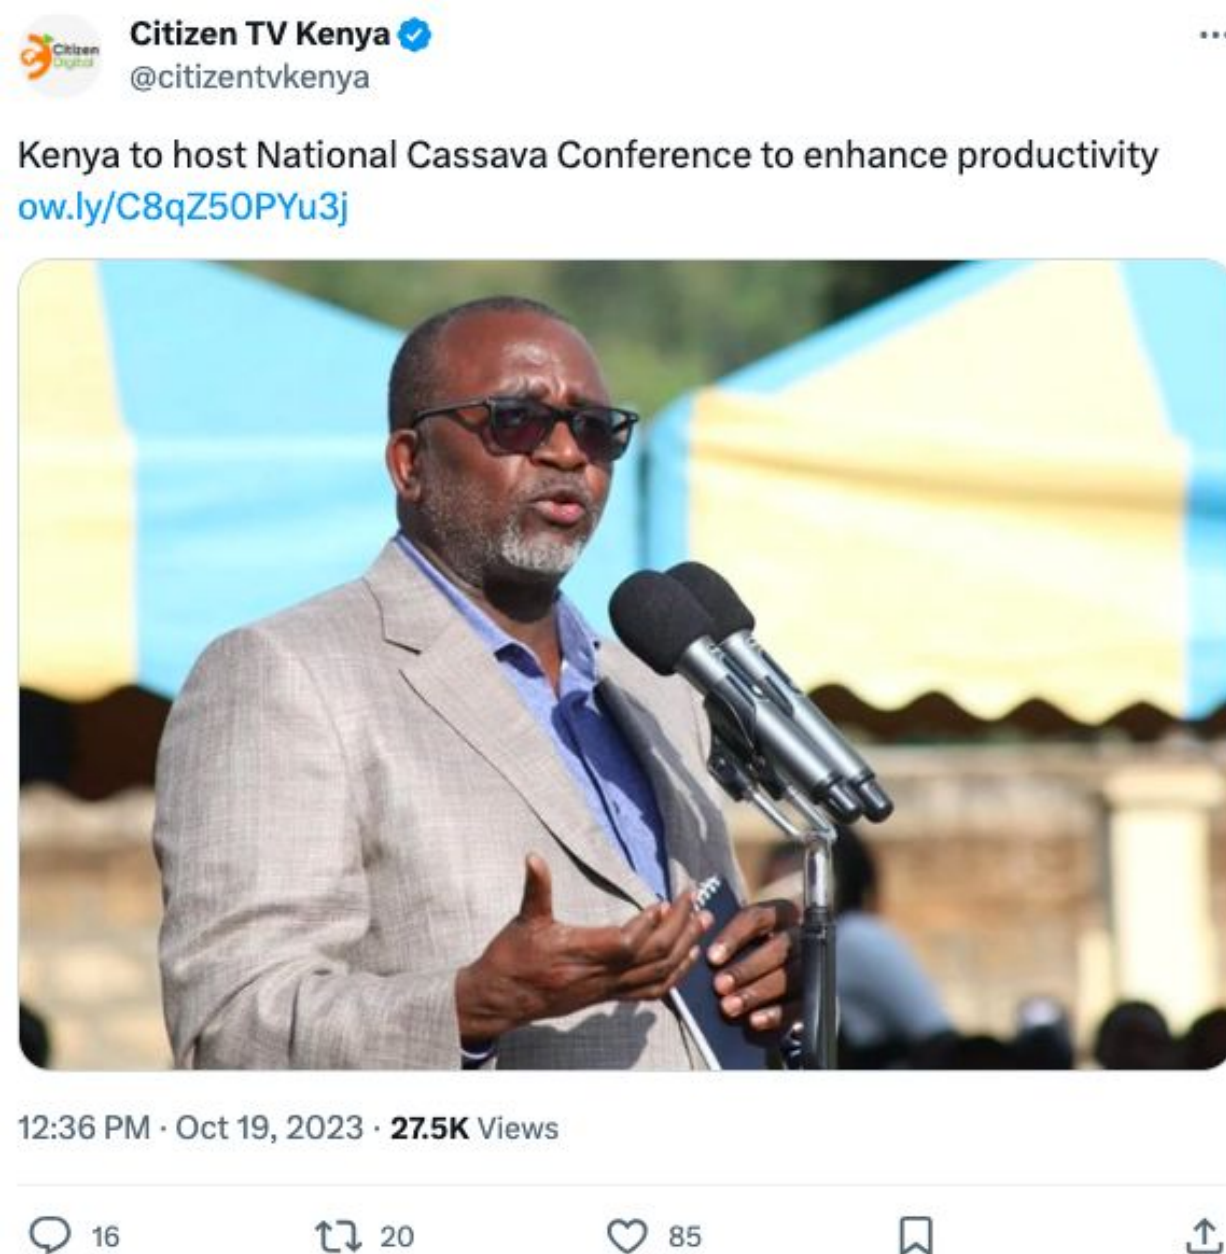 Citizen TV Kenya
Citizen
Digital
@citizentvkenya
Kenya to host National Cassava Conference to enhance productivity
ow.ly/C8qZ50PYu3j
12:36 PM · Oct 19, 2023 · 27.5K Views
16 20 85